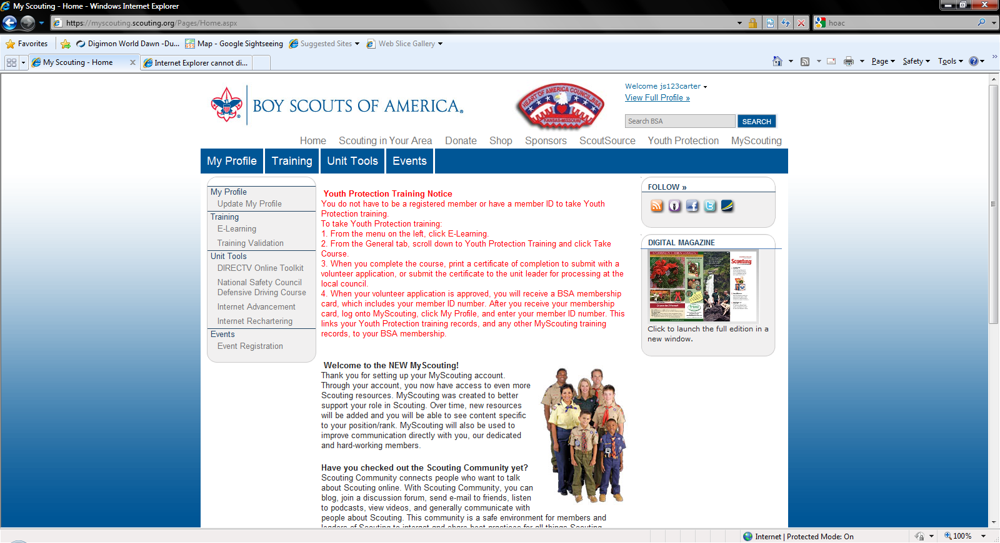 My Scouting - Home - Windows Internet Explorer
https://myscouting.scouting.org/Pages/Home.aspx
hoac
Favorites
Digimon World Dawn -Du...
Map - Google Sightseeing
Suggested Sites
Web Slice Gallery
My Scouting - Home
Internet Explorer cannot di...
Page
Safety
Tools
BOY SCOUTS OF AMERICA®
HEART OF AMERICA COUNCIL, BSA
KANSAS-MISSOURI
Welcome js123carter
View Full Profile »
Search BSA
SEARCH
Home
Scouting in Your Area
Donate
Shop
Sponsors
ScoutSource
Youth Protection
MyScouting
My Profile
Training
Unit Tools
Events
My Profile
Update My Profile
Training
E-Learning
Training Validation
Unit Tools
DIRECTV Online Toolkit
National Safety Council
Defensive Driving Course
Internet Advancement
Internet Rechartering
Events
Event Registration
Youth Protection Training Notice
You do not have to be a registered member or have a member ID to take Youth
Protection training.
To take Youth Protection training:
1. From the menu on the left, click E-Learning.
2. From the General tab, scroll down to Youth Protection Training and click Take
Course.
3. When you complete the course, print a certificate of completion to submit with a
volunteer application, or submit the certificate to the unit leader for processing at the
local council.
4. When your volunteer application is approved, you will receive a BSA membership
card, which includes your member ID number. After you receive your membership
card, log onto MyScouting, click My Profile, and enter your member ID number. This
links your Youth Protection training records, and any other MyScouting training
records, to your BSA membership.
Welcome to the NEW MyScouting!
Thank you for setting up your MyScouting account.
Through your account, you now have access to even more
Scouting resources. MyScouting was created to better
support your role in Scouting. Over time, new resources
will be added and you will be able to see content specific
to your position/rank. MyScouting will also be used to
improve communication directly with you, our dedicated
and hard-working members.
Have you checked out the Scouting Community yet?
Scouting Community connects people who want to talk
about Scouting online. With Scouting Community, you can
blog, join a discussion forum, send e-mail to friends, listen
to podcasts, view videos, and generally communicate with
people about Scouting. This community is a safe environment for members and
leaders of Scouting to interact and share best practices for all things Scouting
FOLLOW »
DIGITAL MAGAZINE
Scouting
Click to launch the full edition in a
new window.
Internet | Protected Mode: On
100%